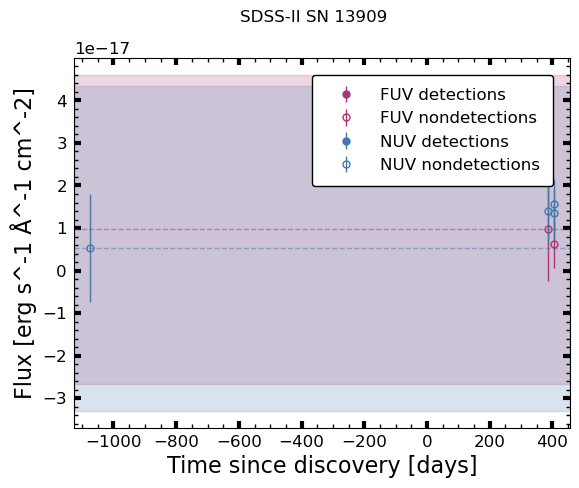 SDSS-II SN 13909
1e−17
FUV detections
FUV nondetections
NUV detections
NUV nondetections
4
3
2
1
0
−1
−2
−3
Flux [erg s^-1 Å^-1 cm^-2]
−1000 −800 −600 −400 −200 0 200 400
Time since discovery [days]